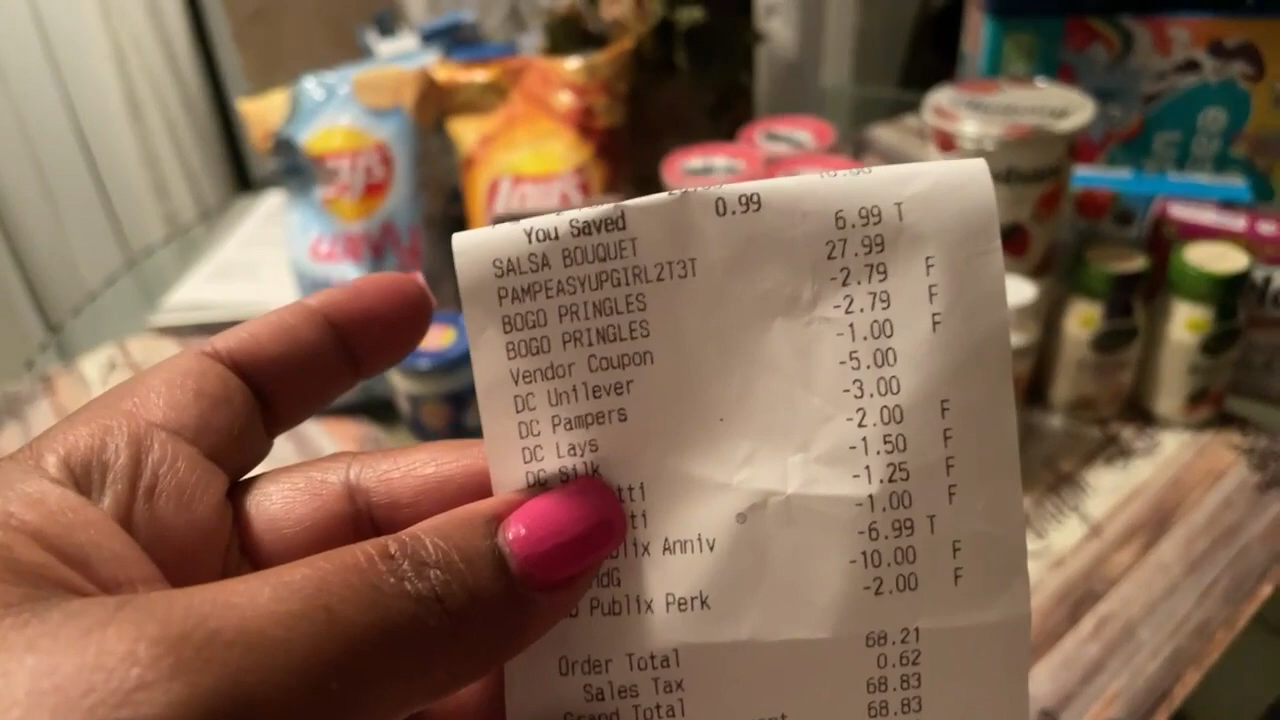 You Saved 0.99
SALSA BOUQUET 6.99 T
PAMPEASYUPGIRL2T3T 27.99
BOGO PRINGLES -2.79 F
BOGO PRINGLES -2.79 F
Vendor Coupon -1.00 F
DC Unilever -5.00
DC Pampers -3.00
DC Lays -2.00 F
DC Silk -1.50 F
-1.25 F
-1.00 F
Anniv -6.99 T
-10.00 F
Publix Perk -2.00 F
Order Total 68.21
Sales Tax 0.62
Grand Total 68.83
68.83
Lay's
Lay's